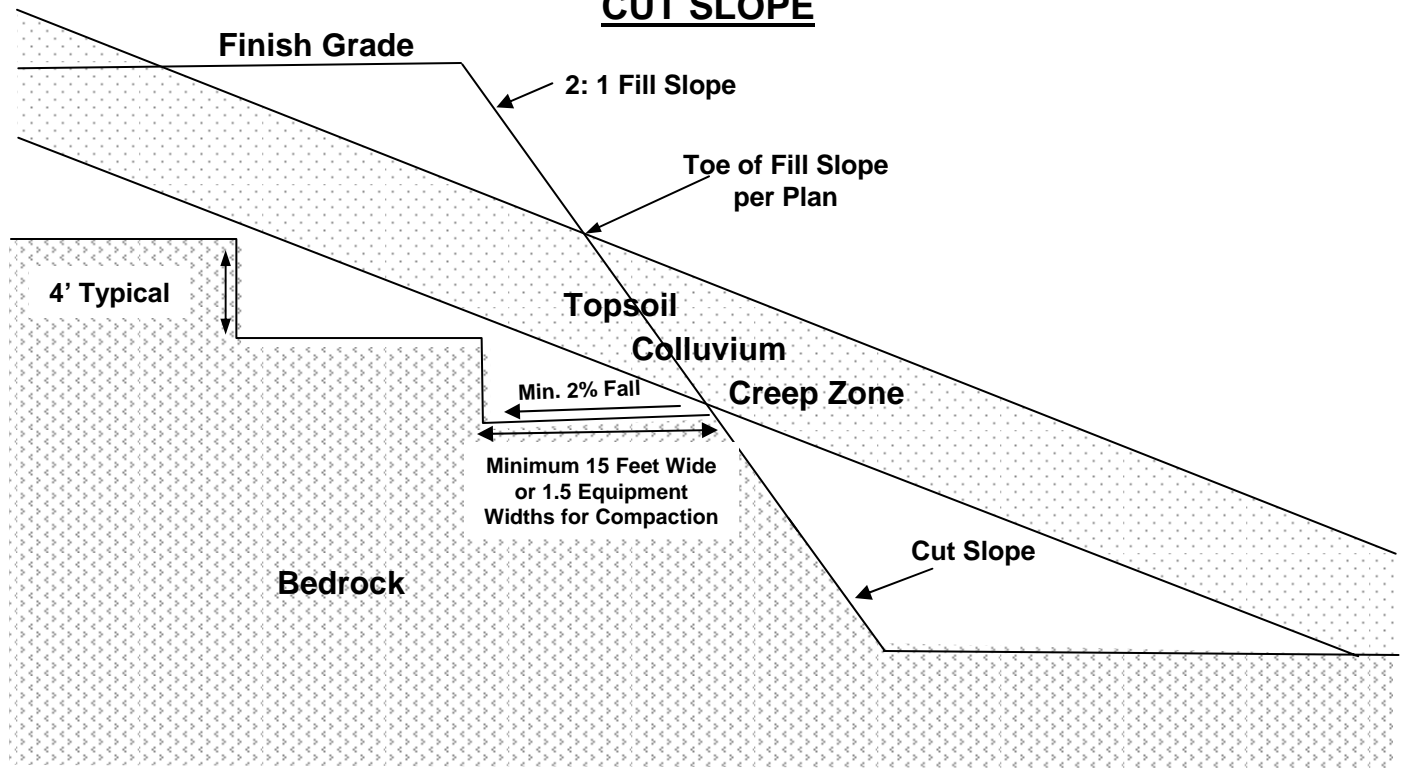 CUT SLOPE
Finish Grade
2: 1 Fill Slope
Toe of Fill Slope
per Plan
4’ Typical
Topsoil
Colluvium
Creep Zone
Min. 2% Fall
Minimum 15 Feet Wide
or 1.5 Equipment
Widths for Compaction
Cut Slope
Bedrock